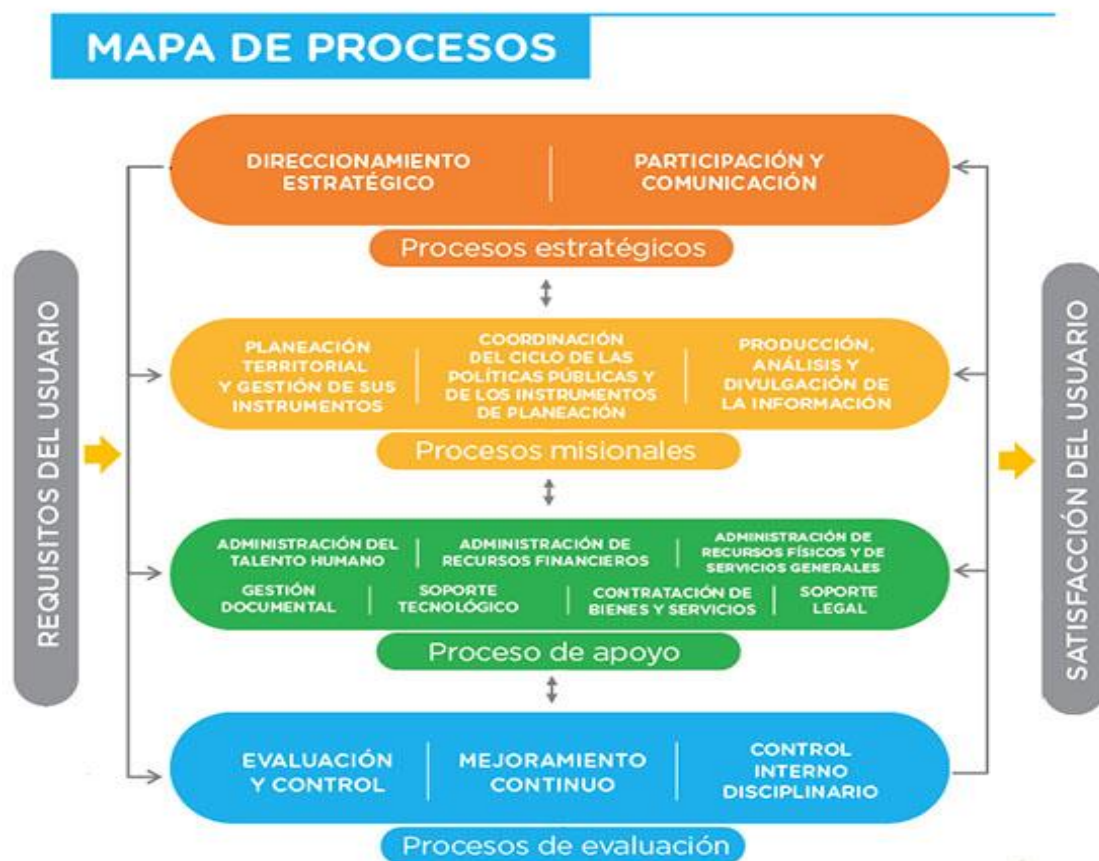 MAPA DE PROCESOS
REQUISITOS DEL USUARIO
DIRECCIONAMIENTO
ESTRATÉGICO
PARTICIPACIÓN Y
COMUNICACIÓN
Procesos estratégicos
PLANEACIÓN
TERRITORIAL
Y GESTIÓN DE SUS
INSTRUMENTOS
COORDINACIÓN
DEL CICLO DE LAS
POLÍTICAS PÚBLICAS Y
DE LOS INSTRUMENTOS
DE PLANEACIÓN
PRODUCCIÓN,
ANÁLISIS Y
DIVULGACIÓN DE
LA INFORMACIÓN
Procesos misionales
ADMINISTRACIÓN DEL
TALENTO HUMANO
ADMINISTRACIÓN DE
RECURSOS FINANCIEROS
ADMINISTRACIÓN DE
RECURSOS FÍSICOS Y DE
SERVICIOS GENERALES
GESTIÓN
DOCUMENTAL
SOPORTE
TECNOLÓGICO
CONTRATACIÓN DE
BIENES Y SERVICIOS
SOPORTE
LEGAL
Proceso de apoyo
EVALUACIÓN
Y CONTROL
MEJORAMIENTO
CONTINUO
CONTROL
INTERNO
DISCIPLINARIO
Procesos de evaluación
SATISFACCIÓN DEL USUARIO